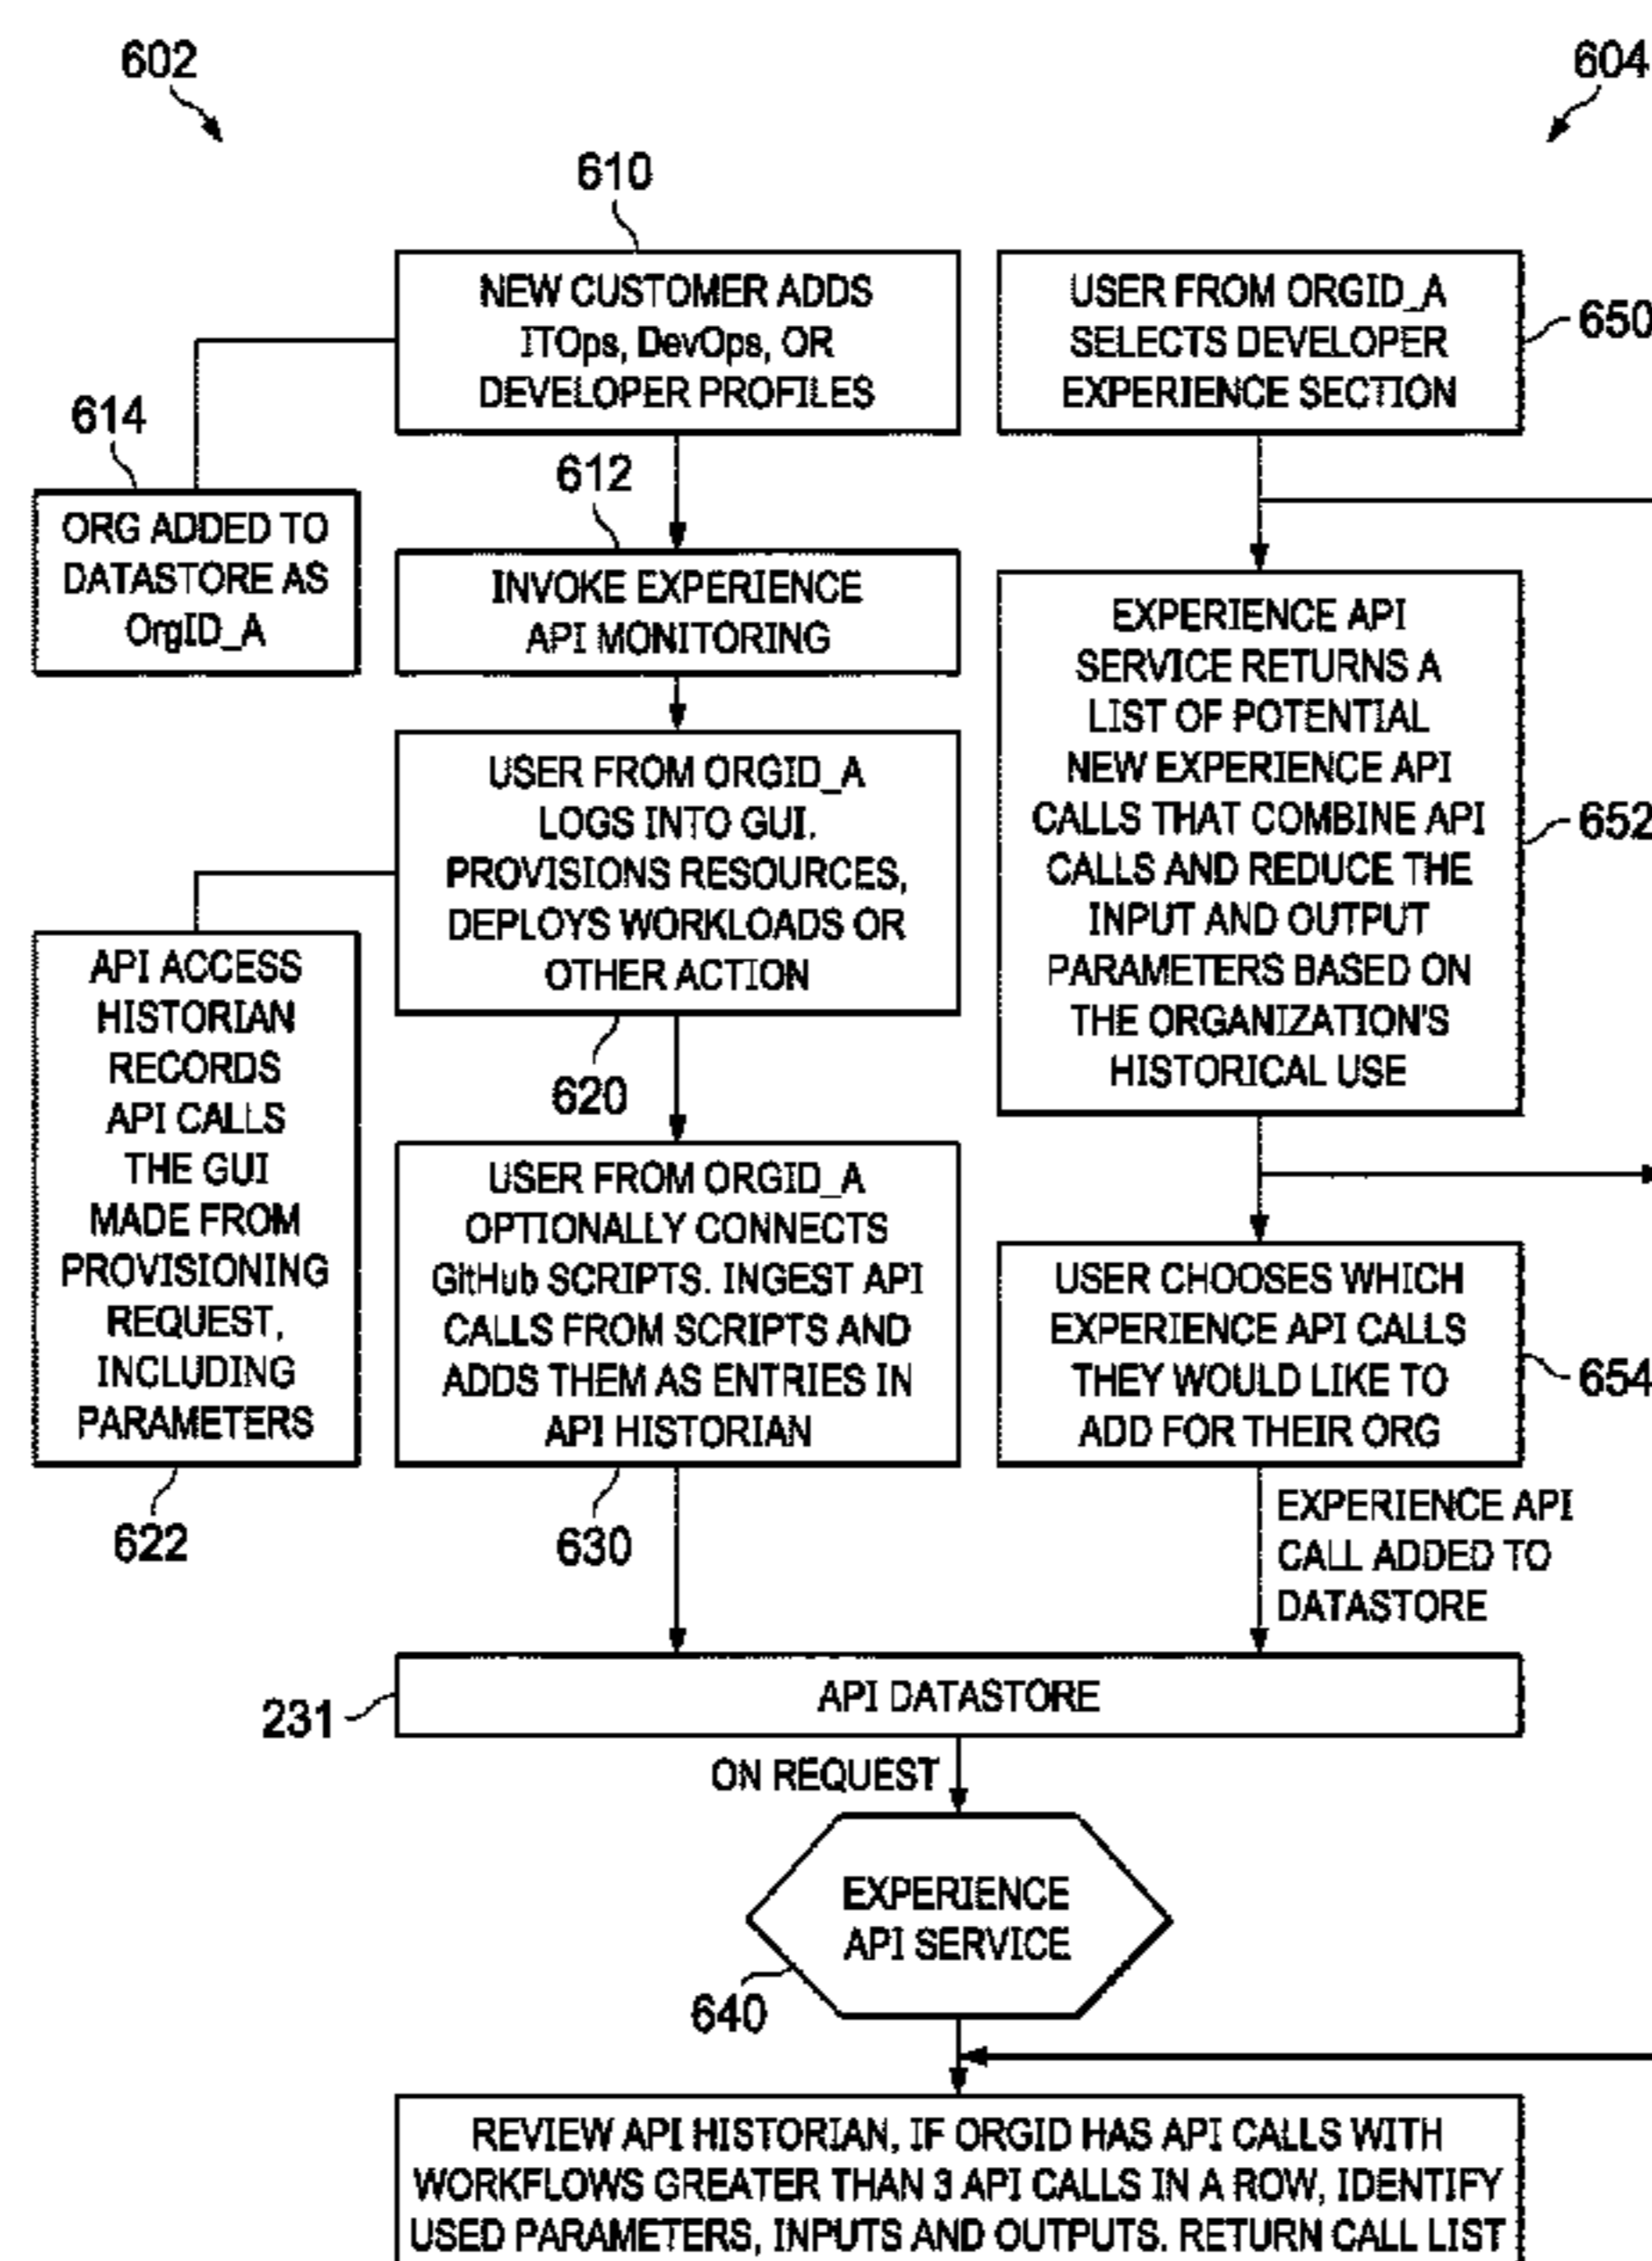 602
604
610
NEW CUSTOMER ADDS
ITOps, DevOps, OR
DEVELOPER PROFILES
USER FROM ORGID_A
SELECTS DEVELOPER
EXPERIENCE SECTION
650
614
ORG ADDED TO
DATASTORE AS
OrgID_A
612
INVOKE EXPERIENCE
API MONITORING
EXPERIENCE API
SERVICE RETURNS A
LIST OF POTENTIAL
NEW EXPERIENCE API
CALLS THAT COMBINE API
CALLS AND REDUCE THE
INPUT AND OUTPUT
PARAMETERS BASED ON
THE ORGANIZATION'S
HISTORICAL USE
652
USER FROM ORGID_A
LOGS INTO GUI.
PROVISIONS RESOURCES,
DEPLOYS WORKLOADS OR
OTHER ACTION
620
API ACCESS
HISTORIAN
RECORDS
API CALLS
THE GUI
MADE FROM
PROVISIONING
REQUEST,
INCLUDING
PARAMETERS
622
USER FROM ORGID_A
OPTIONALLY CONNECTS
GitHub SCRIPTS. INGEST API
CALLS FROM SCRIPTS AND
ADDS THEM AS ENTRIES IN
API HISTORIAN
630
USER CHOOSES WHICH
EXPERIENCE API CALLS
THEY WOULD LIKE TO
ADD FOR THEIR ORG
654
EXPERIENCE API
CALL ADDED TO
DATASTORE
231
API DATASTORE
ON REQUEST
EXPERIENCE
API SERVICE
640
REVIEW API HISTORIAN, IF ORGID HAS API CALLS WITH
WORKFLOWS GREATER THAN 3 API CALLS IN A ROW, IDENTIFY
USED PARAMETERS, INPUTS AND OUTPUTS. RETURN CALL LIST